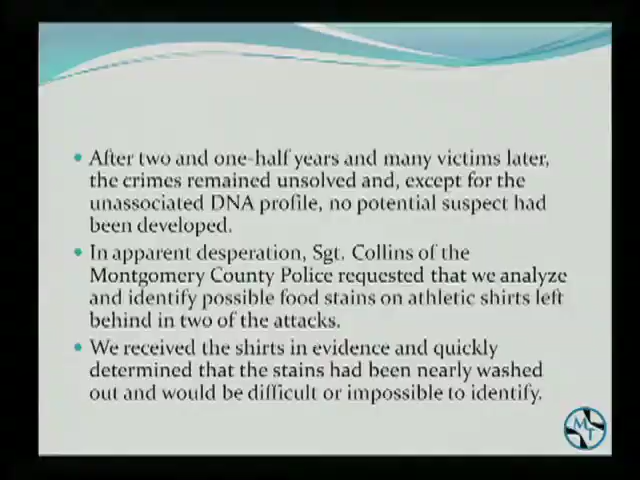 • After two and one-half years and many victims later,
the crimes remained unsolved and, except for the
unassociated DNA profile, no potential suspect had
been developed.
• In apparent desperation, Sgt. Collins of the
Montgomery County Police requested that we analyze
and identify possible food stains on athletic shirts left
behind in two of the attacks.
• We received the shirts in evidence and quickly
determined that the stains had been nearly washed
out and would be difficult or impossible to identify.
MT